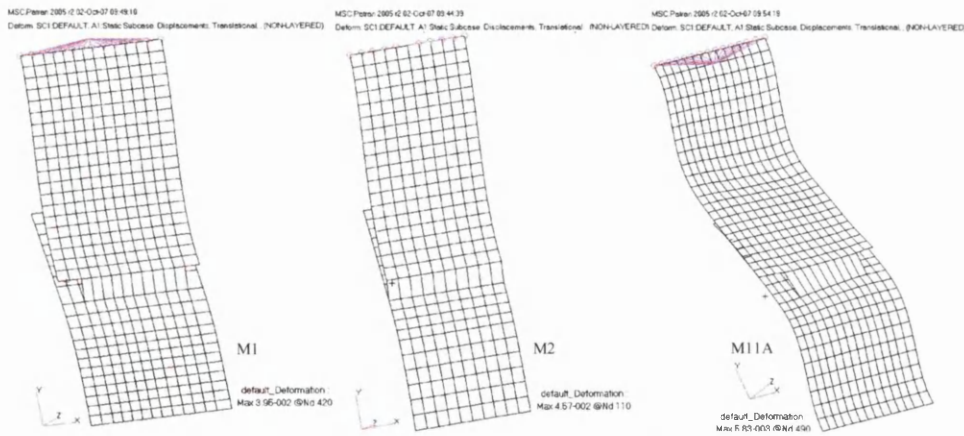 MSC.Patran 2005 r2 02-Oct-07 09:49:10
Deform: SC1:DEFAULT, A1:Static Subcase, Displacements, Translational, (NON-LAYERED)
M1
Y
Z
X
default_Deformation :
Max 3.95-002 @Nd 420
MSC.Patran 2005 r2 02-Oct-07 09:44:39
Deform: SC1:DEFAULT, A1:Static Subcase, Displacements, Translational, (NON-LAYERED)
M2
Y
Z
X
default_Deformation :
Max 4.57-002 @Nd 110
MSC.Patran 2005 r2 02-Oct-07 09:54:19
Deform: SC1:DEFAULT, A1:Static Subcase, Displacements, Translational, (NON-LAYERED)
M11A
Y
Z
X
default_Deformation :
Max 5.83-003 @Nd 490